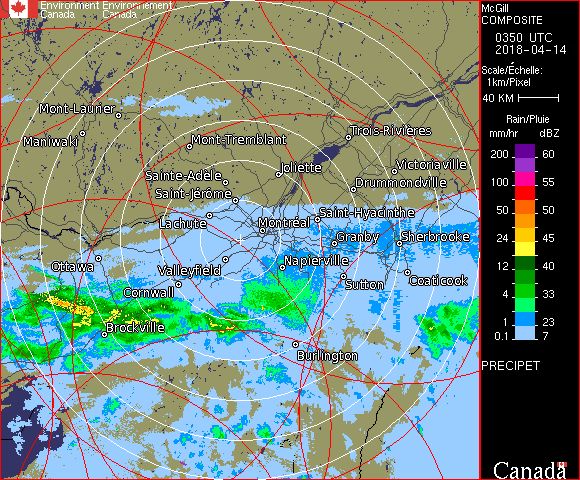 Environment Environnement
Canada Canada
McGill
COMPOSITE
0350 UTC
2018-04-14
Scale/Échelle:
1km/Pixel
40 KM
Rain/Pluie
mm/hr dBZ
200 60
100 55
50 50
24 45
12 40
4 33
1 23
0.1 7
PRECIPET
Canada
Mont-Laurier
Maniwaki
Mont-Tremblant
Trois-Rivières
Joliette
Victoriaville
Sainte-Adèle
Drummondville
Saint-Jérôme
Saint-Hyacinthe
Lachute
Montréal
Granby
Sherbrooke
Ottawa
Valleyfield
Napierville
Coaticook
Sutton
Cornwall
Brockville
Burlington